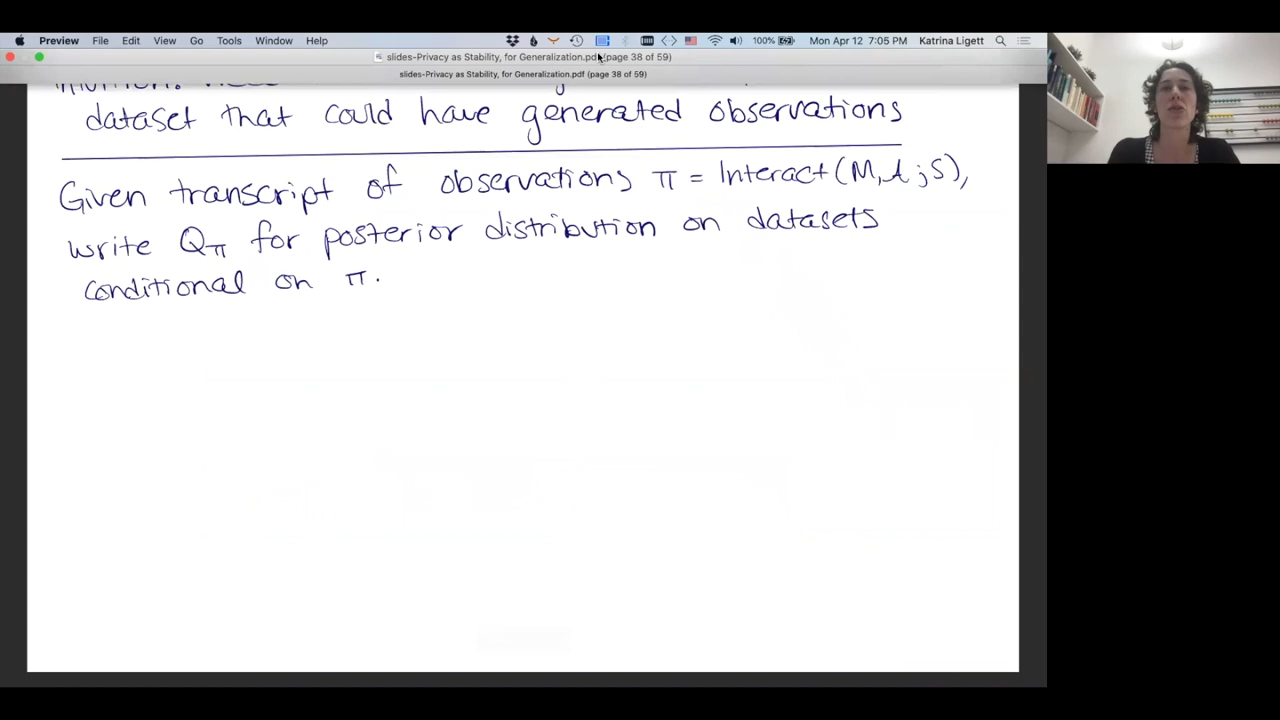 Preview File Edit View Go Tools Window Help 100% Mon Apr 12 7:05 PM Katrina Ligett
slides-Privacy as Stability, for Generalization.pdf (page 38 of 59)
slides-Privacy as Stability, for Generalization.pdf (page 38 of 59)
dataset that could have generated observations
Given transcript of observations π = Interact(M, A; S),
write Qπ for posterior distribution on datasets
conditional on π.